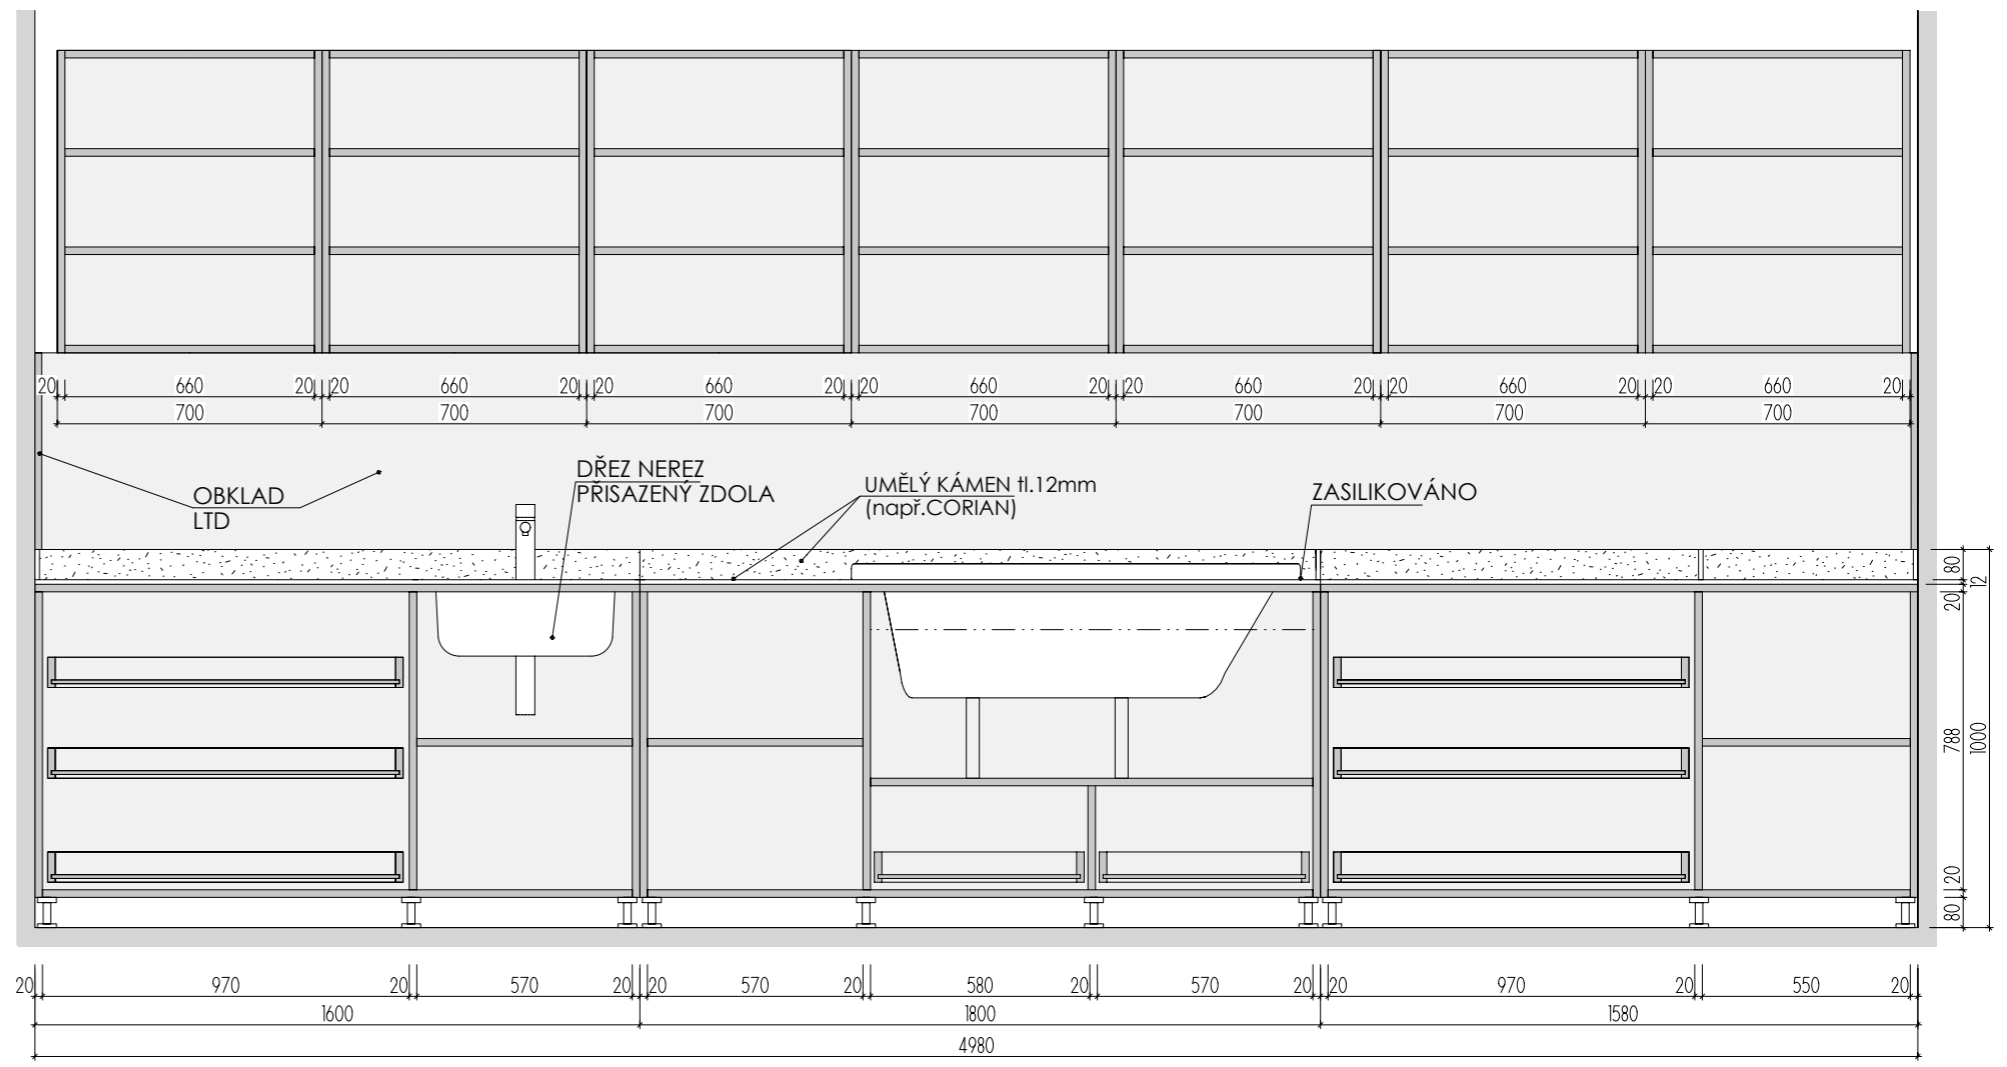 20 660 20 20 660 20 20 660 20 20 660 20 20 660 20 20 660 20 20 660 20
700 700 700 700 700 700 700
OBKLAD
LTD
DŘEZ NEREZ
PŘISAZENÝ ZDOLA
UMĚLÝ KÁMEN tl.12mm
(např.CORIAN)
ZASILIKOVÁNO
80
12
20
788
1000
20
80
20 970 20 570 20 20 570 20 580 20 570 20 20 970 20 550 20
1600 1800 1580
4980